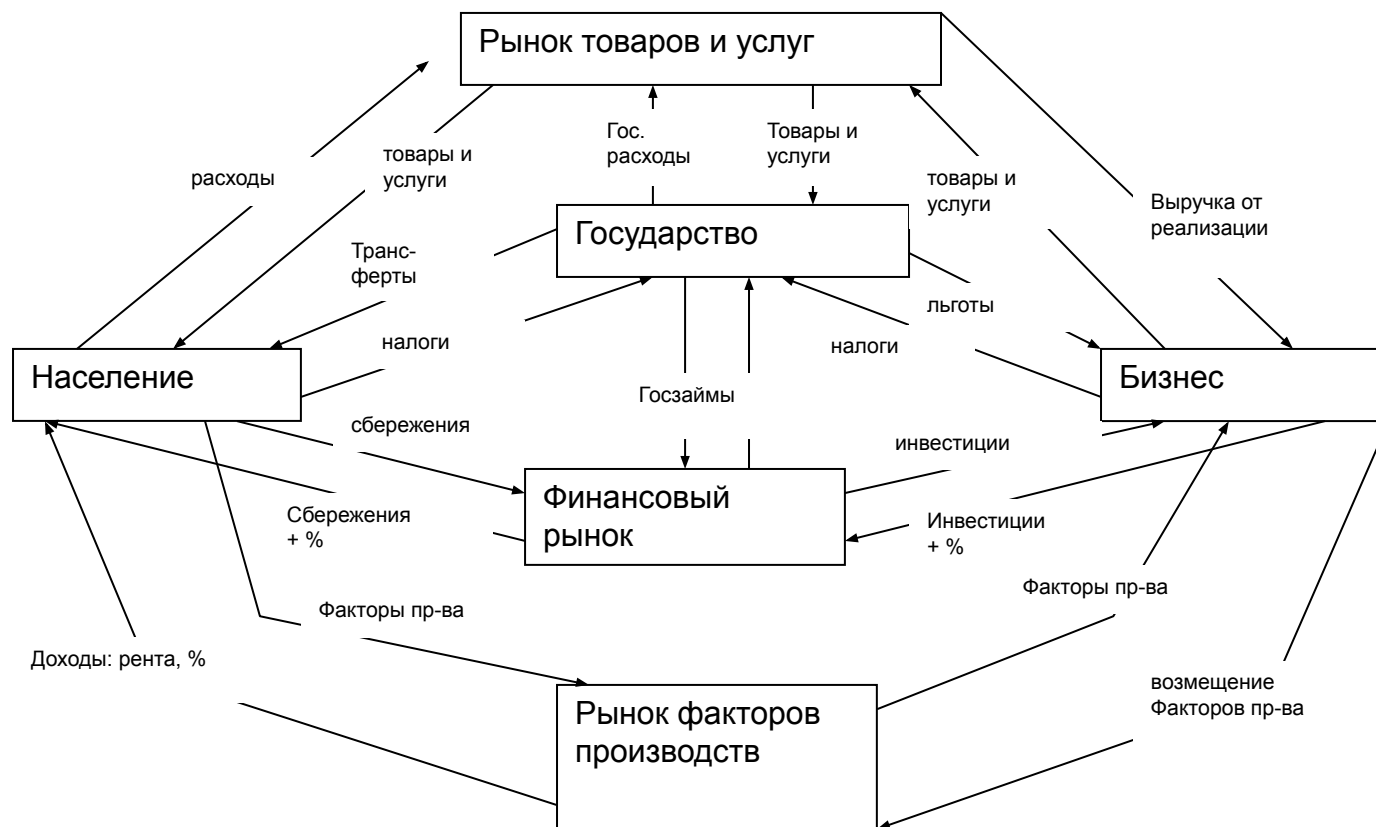 Рынок товаров и услуг
Гос.
расходы
Товары и
услуги
товары и
услуги
расходы
товары и
услуги
Выручка от
реализации
Государство
Транс-
ферты
льготы
налоги
налоги
Население
Бизнес
Госзаймы
сбережения
инвестиции
Финансовый
рынок
Сбережения
+ %
Инвестиции
+ %
Факторы пр-ва
Факторы пр-ва
Доходы: рента, %
возмещение
Факторов пр-ва
Рынок факторов
производств